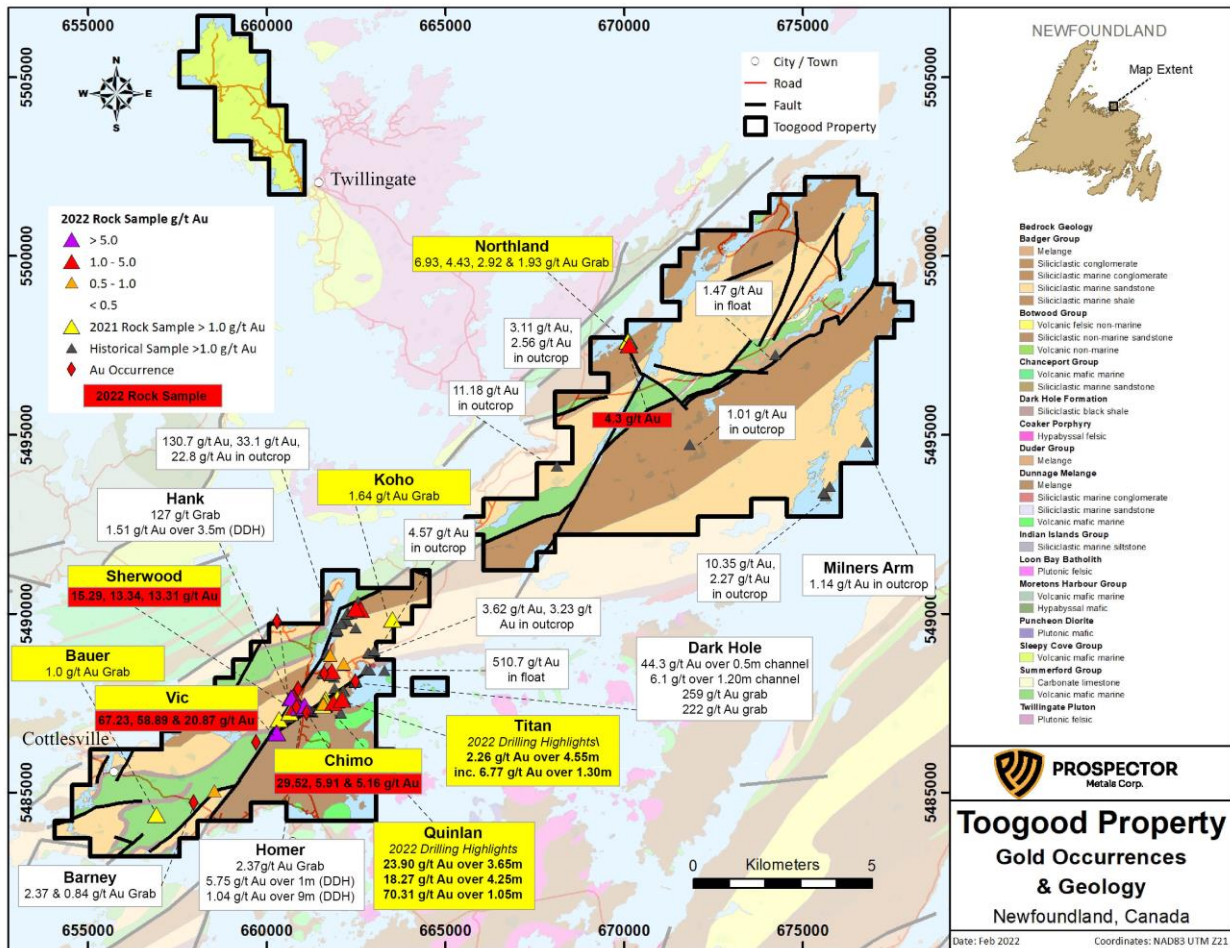 655000
660000
665000
670000
675000
5505000
5500000
5495000
5490000
5485000
N
W
E
S
City / Town
Road
Fault
Toogood Property
Twillingate
2022 Rock Sample g/t Au
> 5.0
1.0 - 5.0
0.5 - 1.0
< 0.5
2021 Rock Sample > 1.0 g/t Au
Historical Sample >1.0 g/t Au
Au Occurrence
2022 Rock Sample
Northland
6.93, 4.43, 2.92 & 1.93 g/t Au Grab
1.47 g/t Au
in float
3.11 g/t Au,
2.56 g/t Au
in outcrop
11.18 g/t Au
in outcrop
4.3 g/t Au
1.01 g/t Au
in outcrop
130.7 g/t Au, 33.1 g/t Au,
22.8 g/t Au in outcrop
Koho
1.64 g/t Au Grab
Hank
127 g/t Grab
1.51 g/t Au over 3.5m (DDH)
4.57 g/t Au
in outcrop
10.35 g/t Au,
2.27 g/t Au
in outcrop
Milners Arm
1.14 g/t Au in outcrop
Sherwood
15.29, 13.34, 13.31 g/t Au
3.62 g/t Au, 3.23 g/t
Au in outcrop
Bauer
1.0 g/t Au Grab
510.7 g/t Au
in float
Dark Hole
44.3 g/t Au over 0.5m channel
6.1 g/t over 1.20m channel
259 g/t Au grab
222 g/t Au grab
Vic
67.23, 58.89 & 20.87 g/t Au
Cottlesville
Titan
2022 Drilling Highlights\
2.26 g/t Au over 4.55m
inc. 6.77 g/t Au over 1.30m
Chimo
29.52, 5.91 & 5.16 g/t Au
Quinlan
2022 Drilling Highlights
23.90 g/t Au over 3.65m
18.27 g/t Au over 4.25m
70.31 g/t Au over 1.05m
Homer
2.37g/t Au Grab
5.75 g/t Au over 1m (DDH)
1.04 g/t Au over 9m (DDH)
Barney
2.37 & 0.84 g/t Au Grab
Kilometers
0
5
655000
660000
665000
670000
675000
5505000
5500000
5495000
5490000
5485000
NEWFOUNDLAND
Map Extent
Bedrock Geology
Badger Group
Melange
Siliciclastic conglomerate
Siliciclastic marine conglomerate
Siliciclastic marine sandstone
Siliciclastic marine shale
Botwood Group
Volcanic felsic non-marine
Siliciclastic non-marine sandstone
Volcanic non-marine
Chanceport Group
Volcanic mafic marine
Siliciclastic marine sandstone
Dark Hole Formation
Siliciclastic black shale
Coaker Porphyry
Hypabyssal felsic
Duder Group
Melange
Dunnage Melange
Melange
Siliciclastic marine conglomerate
Siliciclastic marine sandstone
Volcanic mafic marine
Indian Islands Group
Siliciclastic marine siltstone
Loon Bay Batholith
Plutonic felsic
Moretons Harbour Group
Volcanic mafic marine
Hypabyssal mafic
Puncheon Diorite
Plutonic mafic
Sleepy Cove Group
Volcanic mafic marine
Summerford Group
Carbonate limestone
Volcanic mafic marine
Twillingate Pluton
Plutonic felsic
PROSPECTOR
Metals Corp.
Toogood Property
Gold Occurrences
& Geology
Newfoundland, Canada
Date: Feb 2022
Coordinates: NAD83 UTM Z21